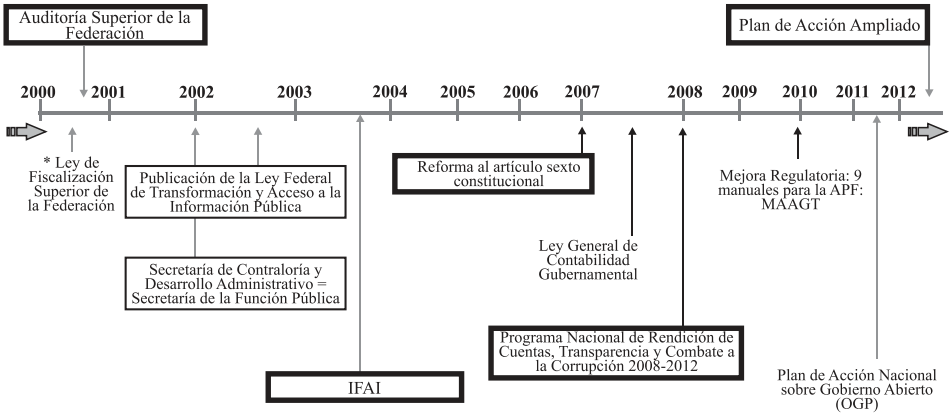 Auditoría Superior de la
Federación
Plan de Acción Ampliado
2000 2001 2002 2003 2004 2005 2006 2007 2008 2009 2010 2011 2012
* Ley de
Fiscalización
Superior de
la Federación
Publicación de la Ley Federal
de Transformación y Acceso a la
Información Pública
Secretaría de Contraloría y
Desarrollo Administrativo =
Secretaría de la Función Pública
IFAI
Reforma al artículo sexto
constitucional
Ley General de
Contabilidad
Gubernamental
Programa Nacional de Rendición de
Cuentas, Transparencia y Combate a
la Corrupción 2008-2012
Mejora Regulatoria: 9
manuales para la APF:
MAAGT
Plan de Acción Nacional
sobre Gobierno Abierto
(OGP)